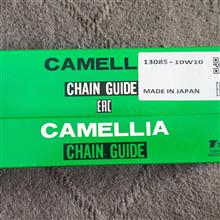 CAMELLIA
13085-10W10
CHAIN GUIDE
MADE IN JAPAN
EAC
CAMELLIA
CHAIN GUIDE